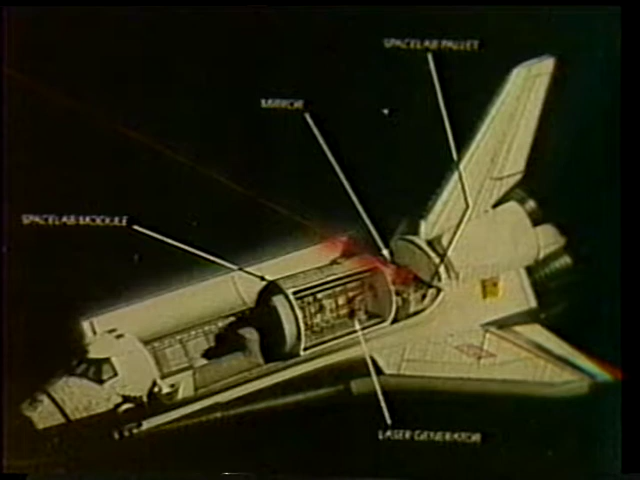 SPACELAB PALLET
MIRROR
SPACELAB MODULE
LASER GENERATOR